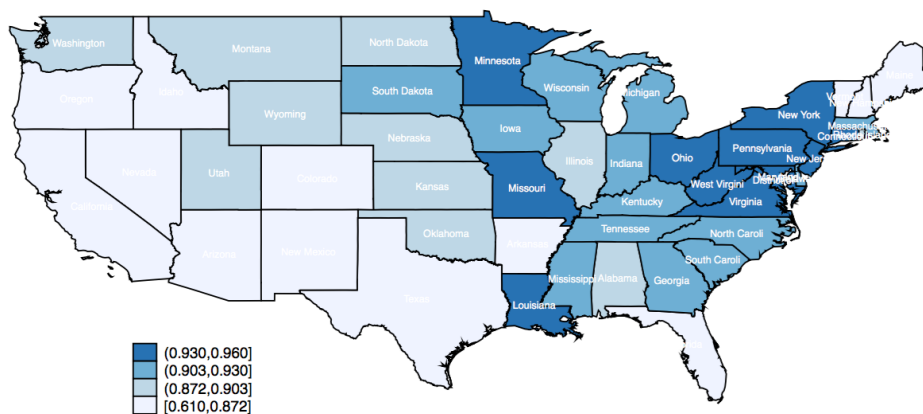 Washington
Montana
North Dakota
Minnesota
Oregon
Idaho
South Dakota
Wisconsin
Michigan
Maine
Wyoming
New York
Massachus
Connectic
Iowa
Nebraska
Pennsylvania
New Jer
Nevada
Utah
Colorado
Illinois
Indiana
Ohio
California
Kansas
Missouri
West Virgini
Virginia
Kentucky
Arizona
New Mexico
Oklahoma
Arkansas
Tennessee
North Caroli
South Caroli
Texas
Louisiana
Mississippi
Alabama
Georgia
(0.930,0.960]
(0.903,0.930]
(0.872,0.903]
[0.610,0.872]